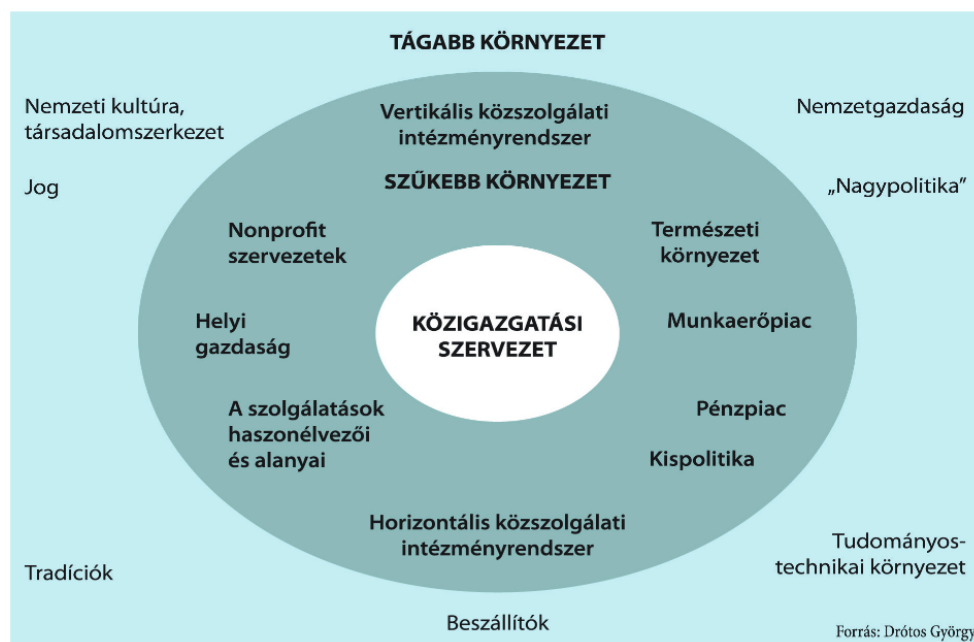 TÁGABB KÖRNYEZET
Nemzeti kultúra,
társadalomszerkezet
Vertikális közszolgálati
intézményrendszer
Nemzetgazdaság
Jog
SZŰKEBB KÖRNYEZET
„Nagypolitika”
Nonprofit
szervezetek
Természeti
környezet
Helyi
gazdaság
KÖZIGAZGATÁSI
SZERVEZET
Munkaerőpiac
A szolgálatások
haszonélvezői
és alanyai
Pénzpiac
Kispolitika
Horizontális közszolgálati
intézményrendszer
Tradíciók
Tudományos-
technikai környezet
Beszállítók
Forrás: Drótos György